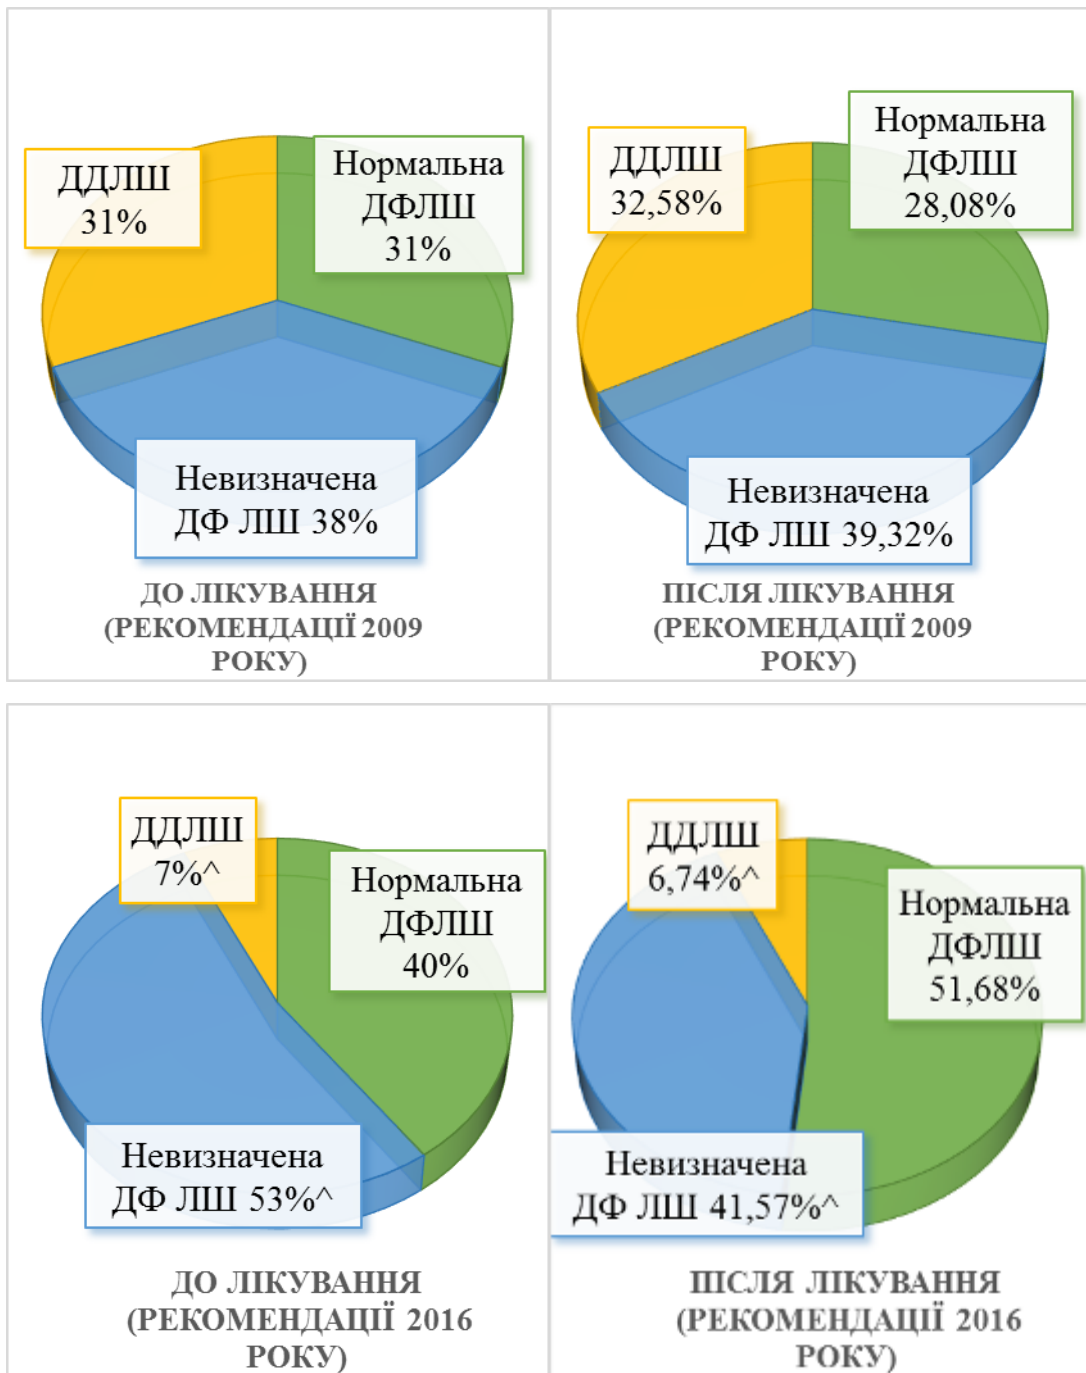 ДДЛШ
31%
Нормальна
ДФЛШ
31%
Невизначена
ДФ ЛШ 38%
ДО ЛІКУВАННЯ
(РЕКОМЕНДАЦІЇ 2009
РОКУ)
ДДЛШ
32,58%
Нормальна
ДФЛШ
28,08%
Невизначена
ДФ ЛШ 39,32%
ПІСЛЯ ЛІКУВАННЯ
(РЕКОМЕНДАЦІЇ 2009
РОКУ)
ДДЛШ
7%^
Нормальна
ДФЛШ
40%
Невизначена
ДФ ЛШ 53%^
ДО ЛІКУВАННЯ
(РЕКОМЕНДАЦІЇ 2016
РОКУ)
ДДЛШ
6,74%^
Нормальна
ДФЛШ
51,68%
Невизначена
ДФ ЛШ 41,57%^
ПІСЛЯ ЛІКУВАННЯ
(РЕКОМЕНДАЦІЇ 2016
РОКУ)